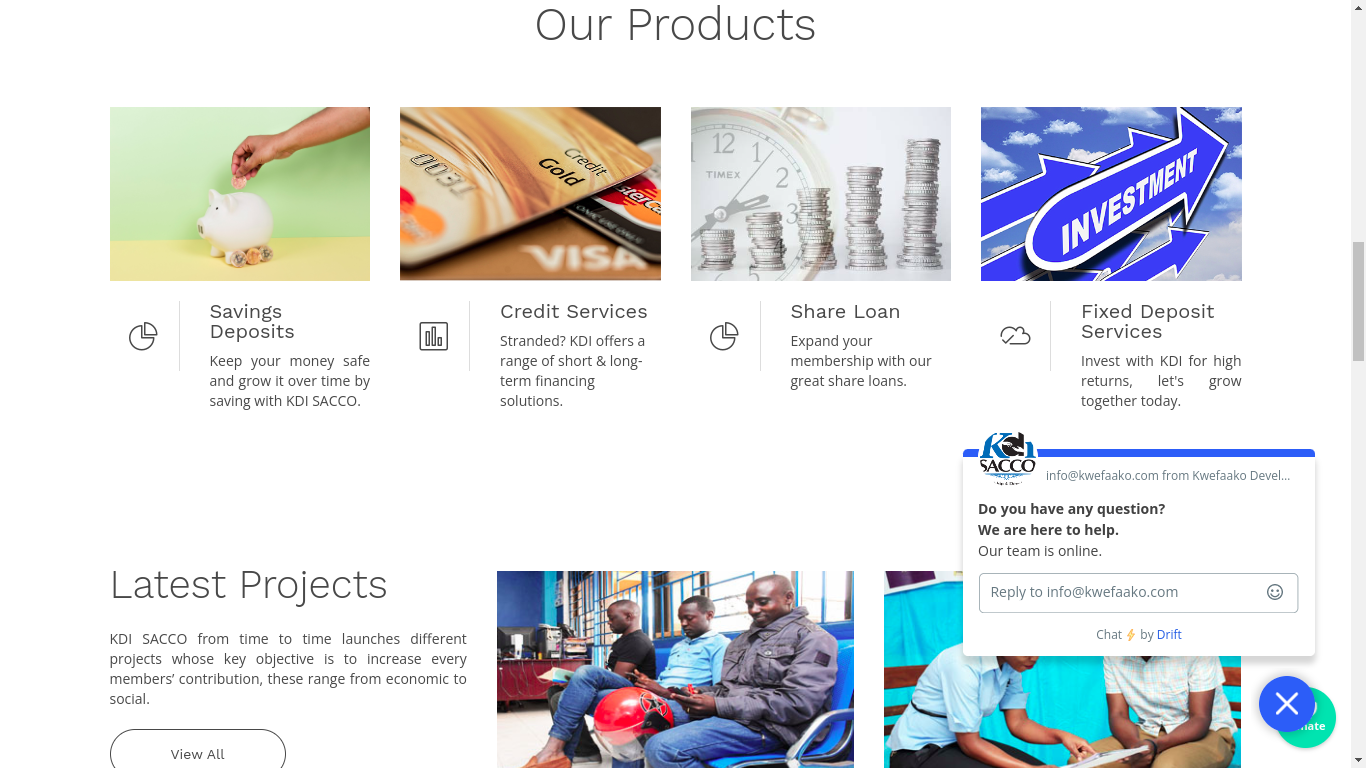 Our Products
12
1
2
3
TIMEX
Credit
Gold
VISA
INVESTMENT
Savings
Deposits
Keep your money safe
and grow it over time by
saving with KDI SACCO.
Credit Services
Stranded? KDI offers a
range of short & long-
term financing
solutions.
Share Loan
Expand your
membership with our
great share loans.
Fixed Deposit
Services
Invest with KDI for high
returns, let's grow
together today.
SACCO
info@kwefaako.com from Kwefaako Devel...
Do you have any question?
We are here to help.
Our team is online.
Reply to info@kwefaako.com
Chat ⚡ by Drift
Latest Projects
KDI SACCO from time to time launches different
projects whose key objective is to increase every
members’ contribution, these range from economic to
social.
View All